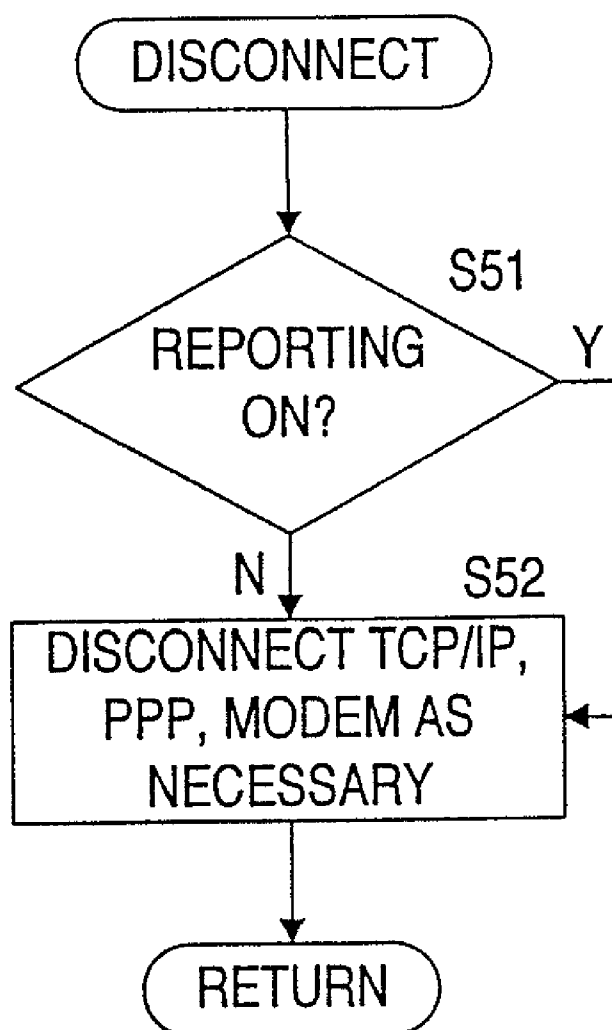 DISCONNECT
S51
REPORTING
ON?
Y
N
S52
DISCONNECT TCP/IP,
PPP, MODEM AS
NECESSARY
RETURN